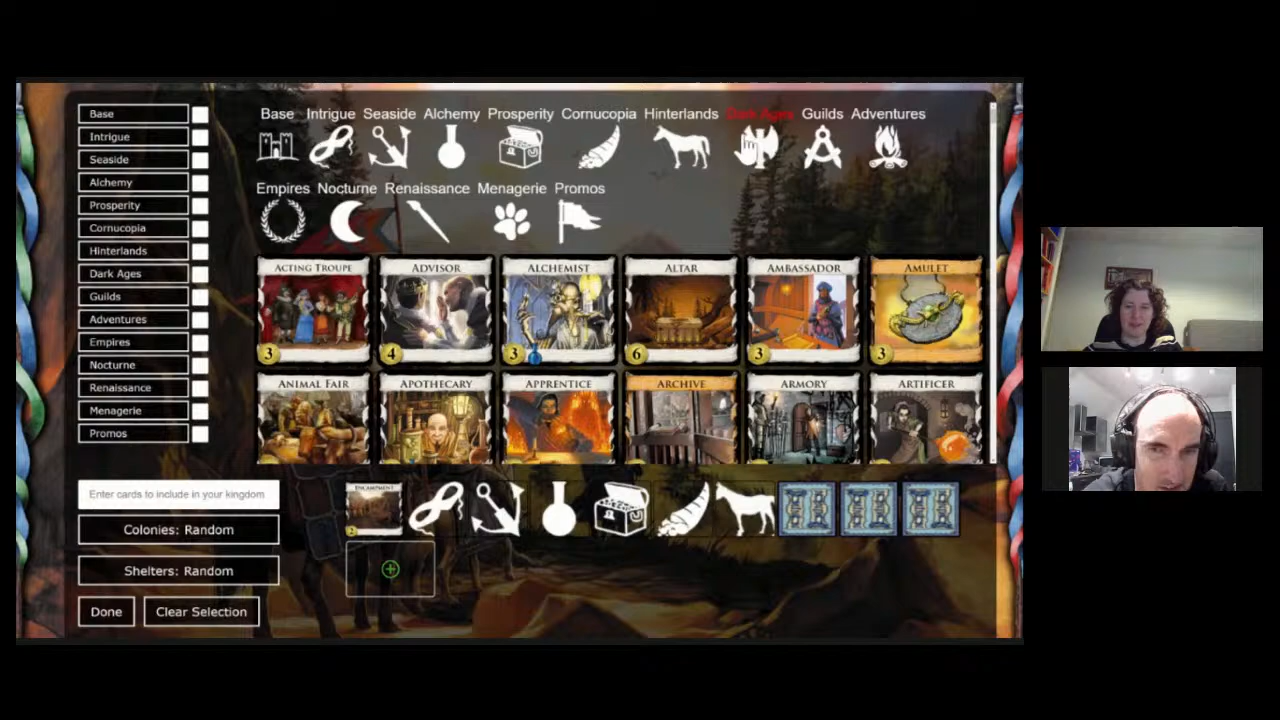 Base
Intrigue
Seaside
Alchemy
Prosperity
Cornucopia
Hinterlands
Dark Ages
Guilds
Adventures
Empires
Nocturne
Renaissance
Menagerie
Promos
Base Intrigue Seaside Alchemy Prosperity Cornucopia Hinterlands Dark Ages Guilds Adventures
Empires Nocturne Renaissance Menagerie Promos
ACTING TROUPE ADVISOR ALCHEMIST ALTAR AMBASSADOR AMULET
3 4 3 6 3 3
ANIMAL FAIR APOTHECARY APPRENTICE ARCHIVE ARMORY ARTIFICER
Enter cards to include in your kingdom
ENCAMPMENT
2
Colonies: Random
Shelters: Random
Done Clear Selection